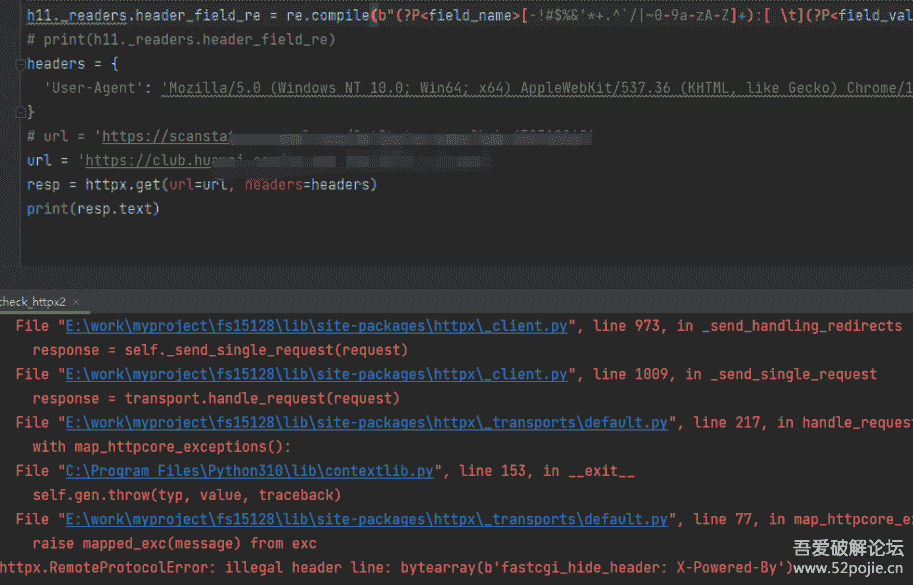 h11._readers.header_field_re = re.compile(b"(?P<field_name>[-!#$%&'*+.^`/|~0-9a-zA-Z]+):[ \t](?P<field_val
# print(h11._readers.header_field_re)
headers = {
'User-Agent': 'Mozilla/5.0 (Windows NT 10.0; Win64; x64) AppleWebKit/537.36 (KHTML, like Gecko) Chrome/1
}
# url = 'https://scansta
url = 'https://club.hu
resp = httpx.get(url=url, headers=headers)
print(resp.text)
check_httpx2 ×
File "E:\work\myproject\fs15128\lib\site-packages\httpx\_client.py", line 973, in _send_handling_redirects
response = self._send_single_request(request)
File "E:\work\myproject\fs15128\lib\site-packages\httpx\_client.py", line 1009, in _send_single_request
response = transport.handle_request(request)
File "E:\work\myproject\fs15128\lib\site-packages\httpx\_transports\default.py", line 217, in handle_reques
with map_httpcore_exceptions():
File "C:\Program Files\Python310\lib\contextlib.py", line 153, in __exit__
self.gen.throw(typ, value, traceback)
File "E:\work\myproject\fs15128\lib\site-packages\httpx\_transports\default.py", line 77, in map_httpcore_e
raise mapped_exc(message) from exc
httpx.RemoteProtocolError: illegal header line: bytearray(b'fastcgi_hide_header: X-Powered-By')
吾爱破解论坛
www.52pojie.cn